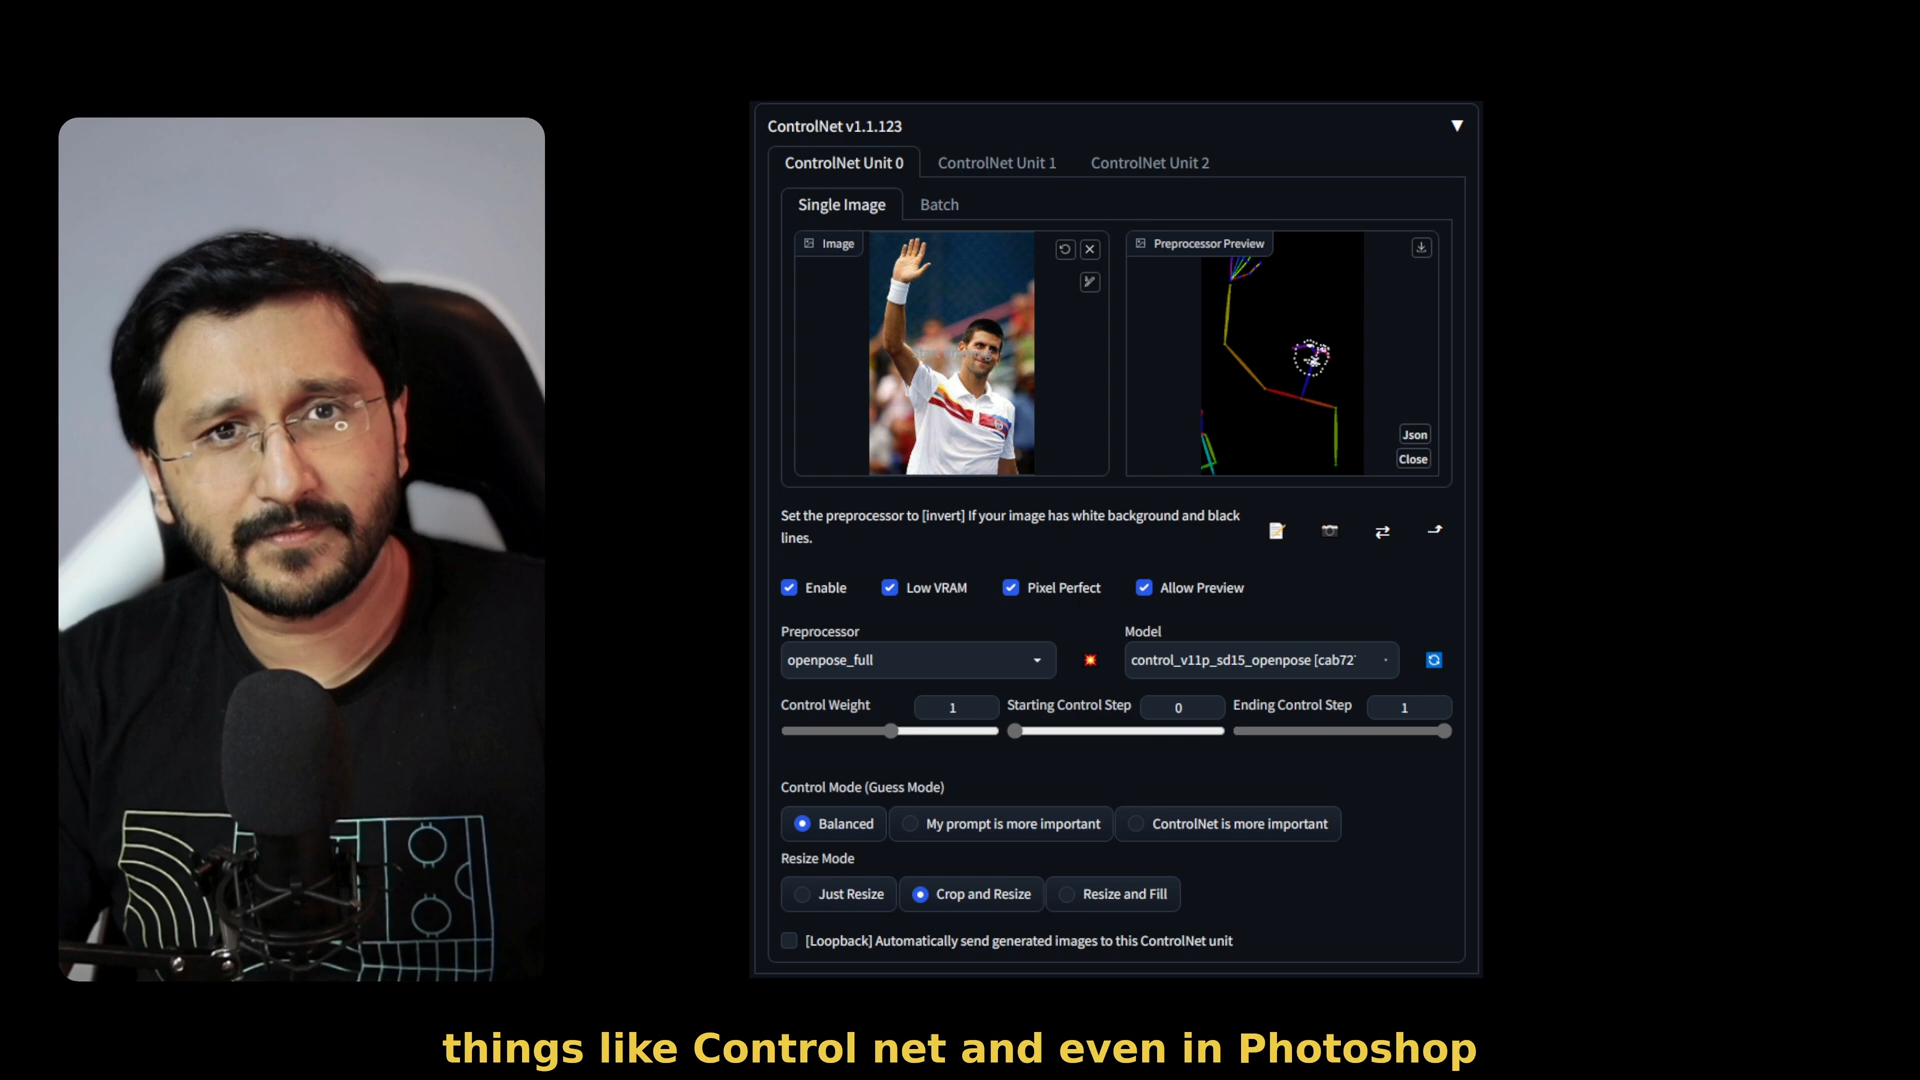 ControlNet v1.1.123
ControlNet Unit 0 ControlNet Unit 1 ControlNet Unit 2
Single Image Batch
Image Preprocessor Preview
Json
Close
Set the preprocessor to [invert] If your image has white background and black
lines.
Enable Low VRAM Pixel Perfect Allow Preview
Preprocessor Model
openpose_full control_v11p_sd15_openpose [cab72
Control Weight 1 Starting Control Step 0 Ending Control Step 1
Control Mode (Guess Mode)
Balanced My prompt is more important ControlNet is more important
Resize Mode
Just Resize Crop and Resize Resize and Fill
[Loopback] Automatically send generated images to this ControlNet unit
things like Control net and even in Photoshop